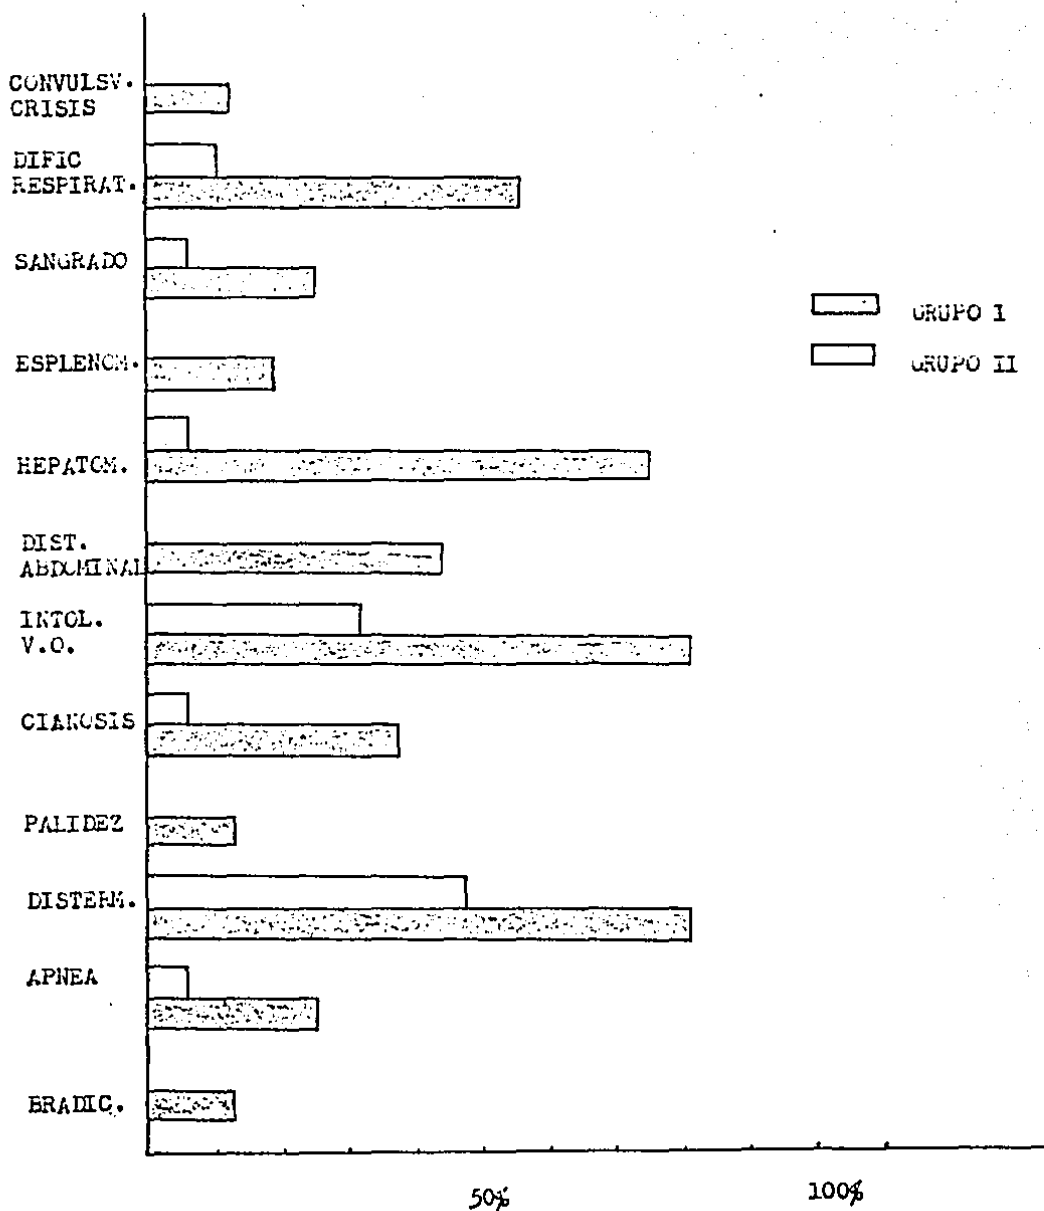 CONVULSV.
CRISIS
DIFIC
RESPIRAT.
SANGRADO
GRUPO I
GRUPO II
ESPLENOM.
HEPATOM.
DIST.
ABDOMINAL
INTOL.
V.O.
CIANOSIS
PALIDEZ
DISTERM.
APNEA
BRADIC.
50% 100%